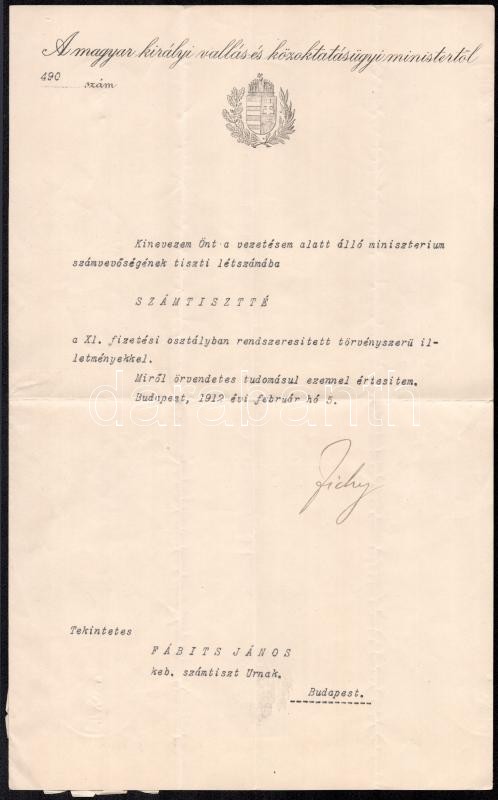 A magyar királyi vallás és közoktatásügyi ministertől
490 szám
Kinevezem Önt a vezetésem alatt álló miniszterium
számvevőségének tiszti létszámába
SZÁMTISZTTÉ
a XI. fizetési osztályban rendszeresitett törvényszerű il-
letményekkel.
Miről örvendetes tudomásul ezennel értesitem.
Budapest, 1912 évi február hó 5.
darabanth
Zichy
Tekintetes
FÁBITS JÁNOS
keb. számtiszt Urnak.
Budapest.